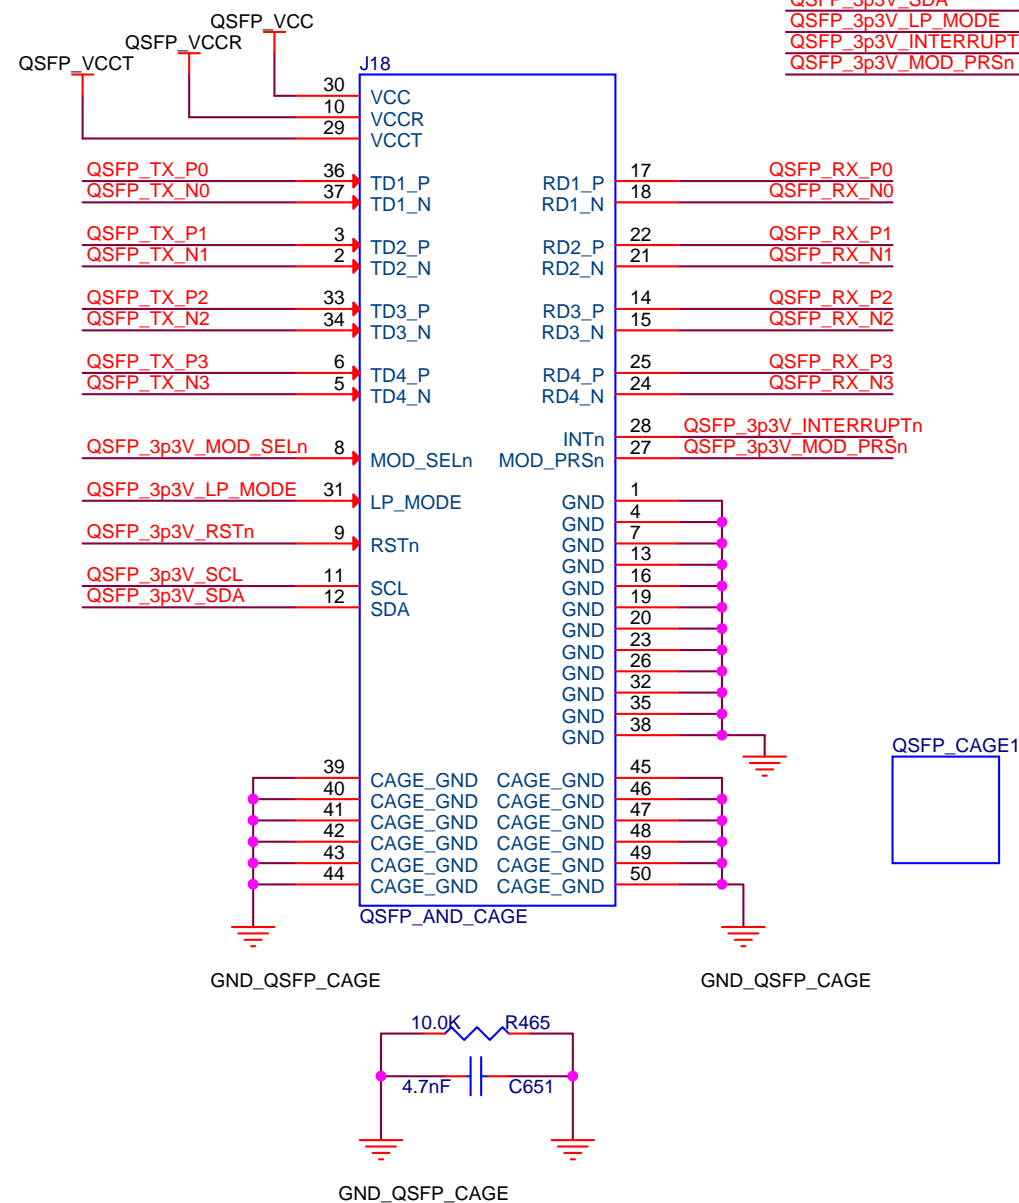 QSFP_3p3V_SDA
QSFP_3p3V_LP_MODE
QSFP_3p3V_INTERRUPT
QSFP_3p3V_MOD_PRSn
QSFP_VCC
QSFP_VCCR
QSFP_VCCT
J18
30 VCC
10 VCCR
29 VCCT
QSFP_TX_P0 36 TD1_P RD1_P 17 QSFP_RX_P0
QSFP_TX_N0 37 TD1_N RD1_N 18 QSFP_RX_N0
QSFP_TX_P1 3 TD2_P RD2_P 22 QSFP_RX_P1
QSFP_TX_N1 2 TD2_N RD2_N 21 QSFP_RX_N1
QSFP_TX_P2 33 TD3_P RD3_P 14 QSFP_RX_P2
QSFP_TX_N2 34 TD3_N RD3_N 15 QSFP_RX_N2
QSFP_TX_P3 6 TD4_P RD4_P 25 QSFP_RX_P3
QSFP_TX_N3 5 TD4_N RD4_N 24 QSFP_RX_N3
INTn 28 QSFP_3p3V_INTERRUPTn
QSFP_3p3V_MOD_SELn 8 MOD_SELn MOD_PRSn 27 QSFP_3p3V_MOD_PRSn
QSFP_3p3V_LP_MODE 31 LP_MODE GND 1
GND 4
QSFP_3p3V_RSTn 9 RSTn GND 7
GND 13
QSFP_3p3V_SCL 11 SCL GND 16
QSFP_3p3V_SDA 12 SDA GND 19
GND 20
GND 23
GND 26
GND 32
GND 35
GND 38
QSFP_CAGE1
39 CAGE_GND CAGE_GND 45
40 CAGE_GND CAGE_GND 46
41 CAGE_GND CAGE_GND 47
42 CAGE_GND CAGE_GND 48
43 CAGE_GND CAGE_GND 49
44 CAGE_GND CAGE_GND 50
QSFP_AND_CAGE
GND_QSFP_CAGE GND_QSFP_CAGE
10.0K R465
4.7nF C651
GND_QSFP_CAGE